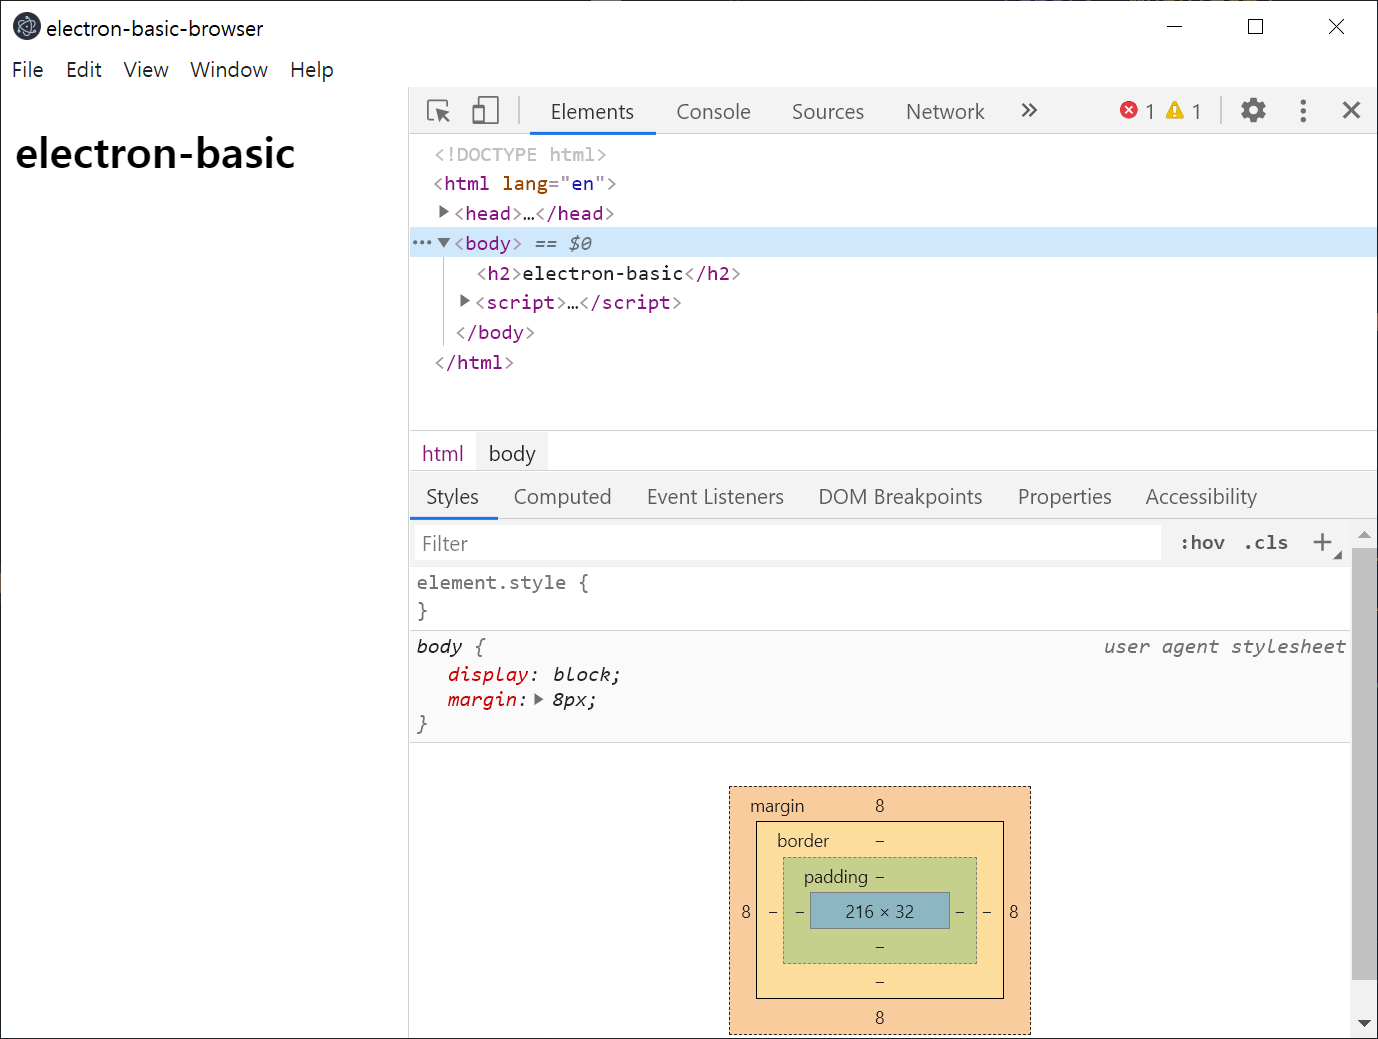 electron-basic-browser
File Edit View Window Help
electron-basic
Elements Console Sources Network » 1 1
<!DOCTYPE html>
<html lang="en">
<head>…</head>
<body> == $0
<h2>electron-basic</h2>
<script>…</script>
</body>
</html>
html body
Styles Computed Event Listeners DOM Breakpoints Properties Accessibility
Filter :hov .cls +
element.style {
}
body { user agent stylesheet
display: block;
margin: 8px;
}
margin 8
border –
padding –
8 – – 216 × 32 – – 8
–
–
8